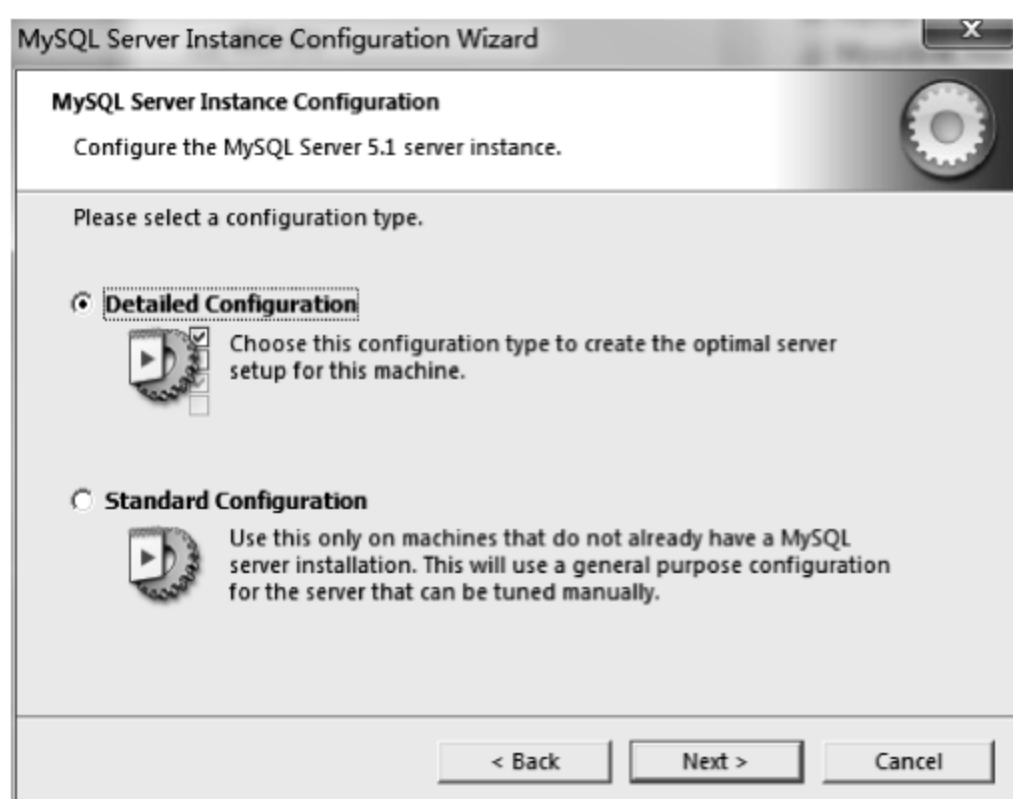 MySQL Server Instance Configuration Wizard
MySQL Server Instance Configuration
Configure the MySQL Server 5.1 server instance.
Please select a configuration type.
Detailed Configuration
Choose this configuration type to create the optimal server
setup for this machine.
Standard Configuration
Use this only on machines that do not already have a MySQL
server installation. This will use a general purpose configuration
for the server that can be tuned manually.
< Back
Next >
Cancel